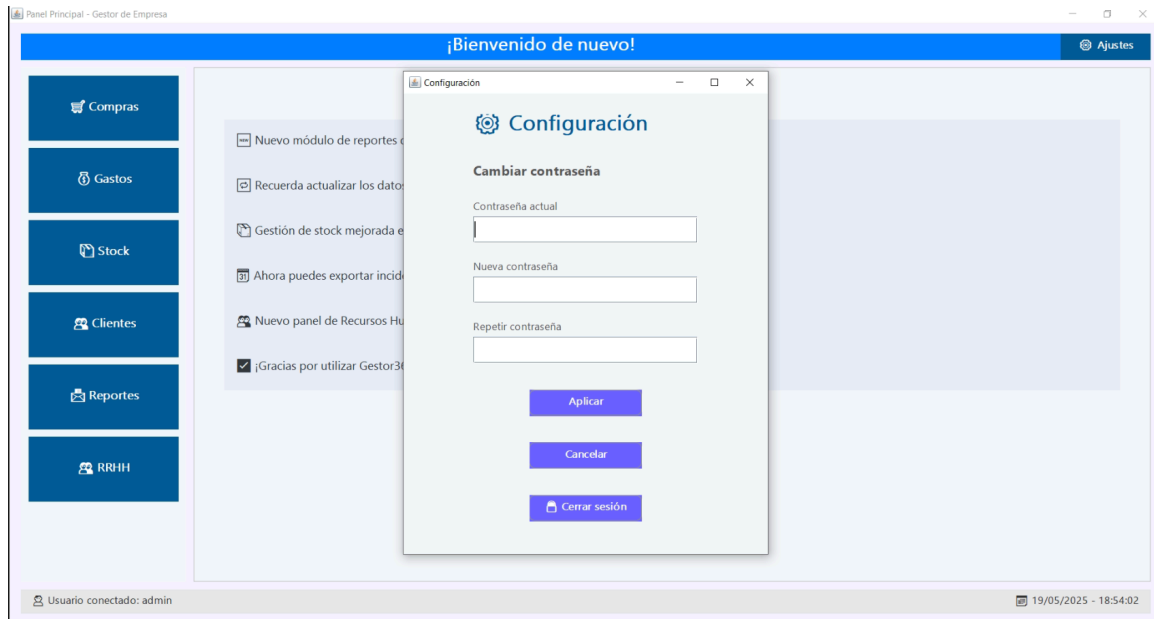 Panel Principal - Gestor de Empresa
¡Bienvenido de nuevo!
Ajustes
Compras
Gastos
Stock
Clientes
Reportes
RRHH
Nuevo módulo de reportes
Recuerda actualizar los datos
Gestión de stock mejorada e
Ahora puedes exportar incid
Nuevo panel de Recursos Hu
¡Gracias por utilizar Gestor3
Configuración
Configuración
Cambiar contraseña
Contraseña actual
Nueva contraseña
Repetir contraseña
Aplicar
Cancelar
Cerrar sesión
Usuario conectado: admin
19/05/2025 - 18:54:02